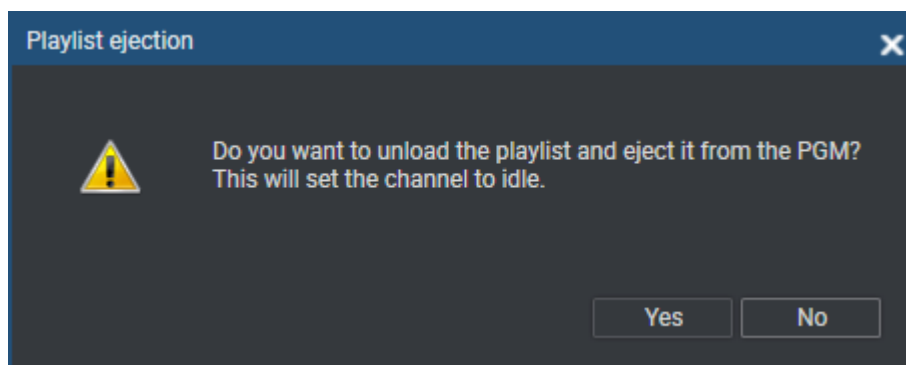 Playlist ejection
Do you want to unload the playlist and eject it from the PGM?
This will set the channel to idle.
Yes
No